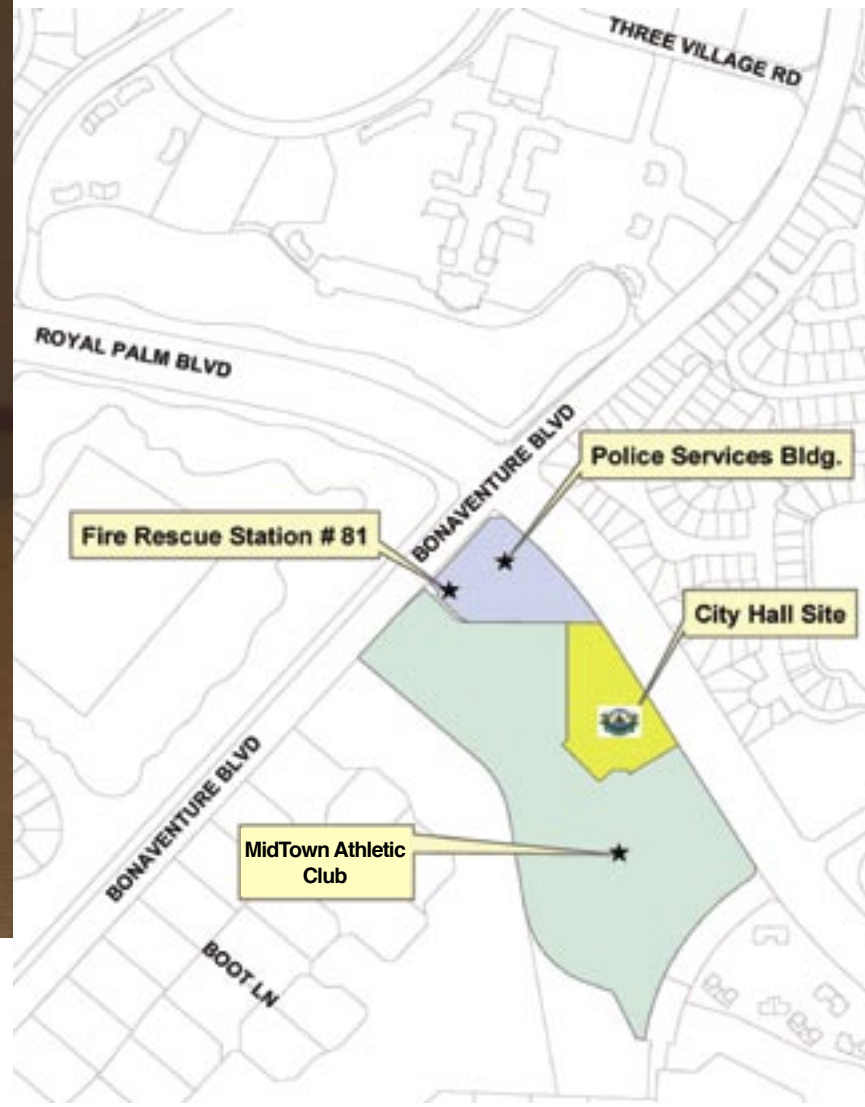 THREE VILLAGE RD
ROYAL PALM BLVD
BONAVENTURE BLVD
Police Services Bldg.
Fire Rescue Station # 81
City Hall Site
BONAVENTURE BLVD
MidTown Athletic
Club
BOOT LN